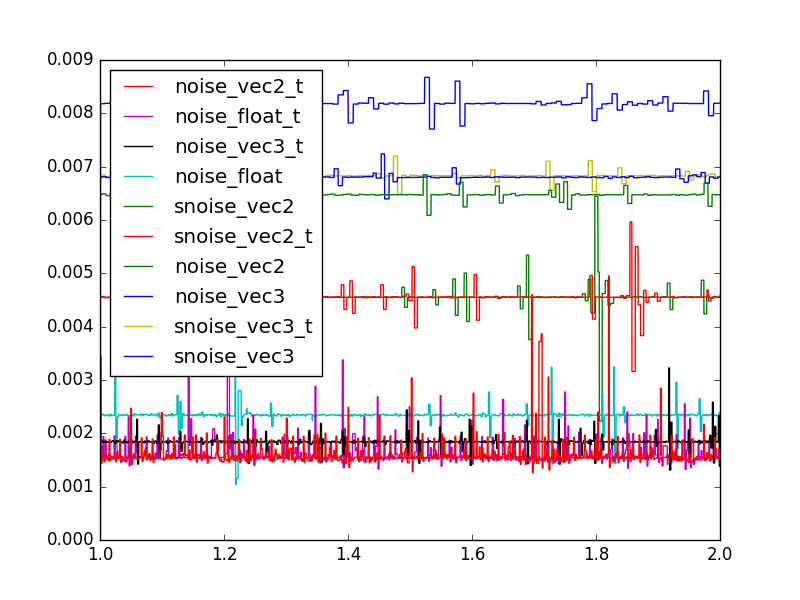 0.009
0.008
0.007
0.006
0.005
0.004
0.003
0.002
0.001
0.000
noise_vec2_t
noise_float_t
noise_vec3_t
noise_float
snoise_vec2
snoise_vec2_t
noise_vec2
noise_vec3
snoise_vec3_t
snoise_vec3
1.0 1.2 1.4 1.6 1.8 2.0